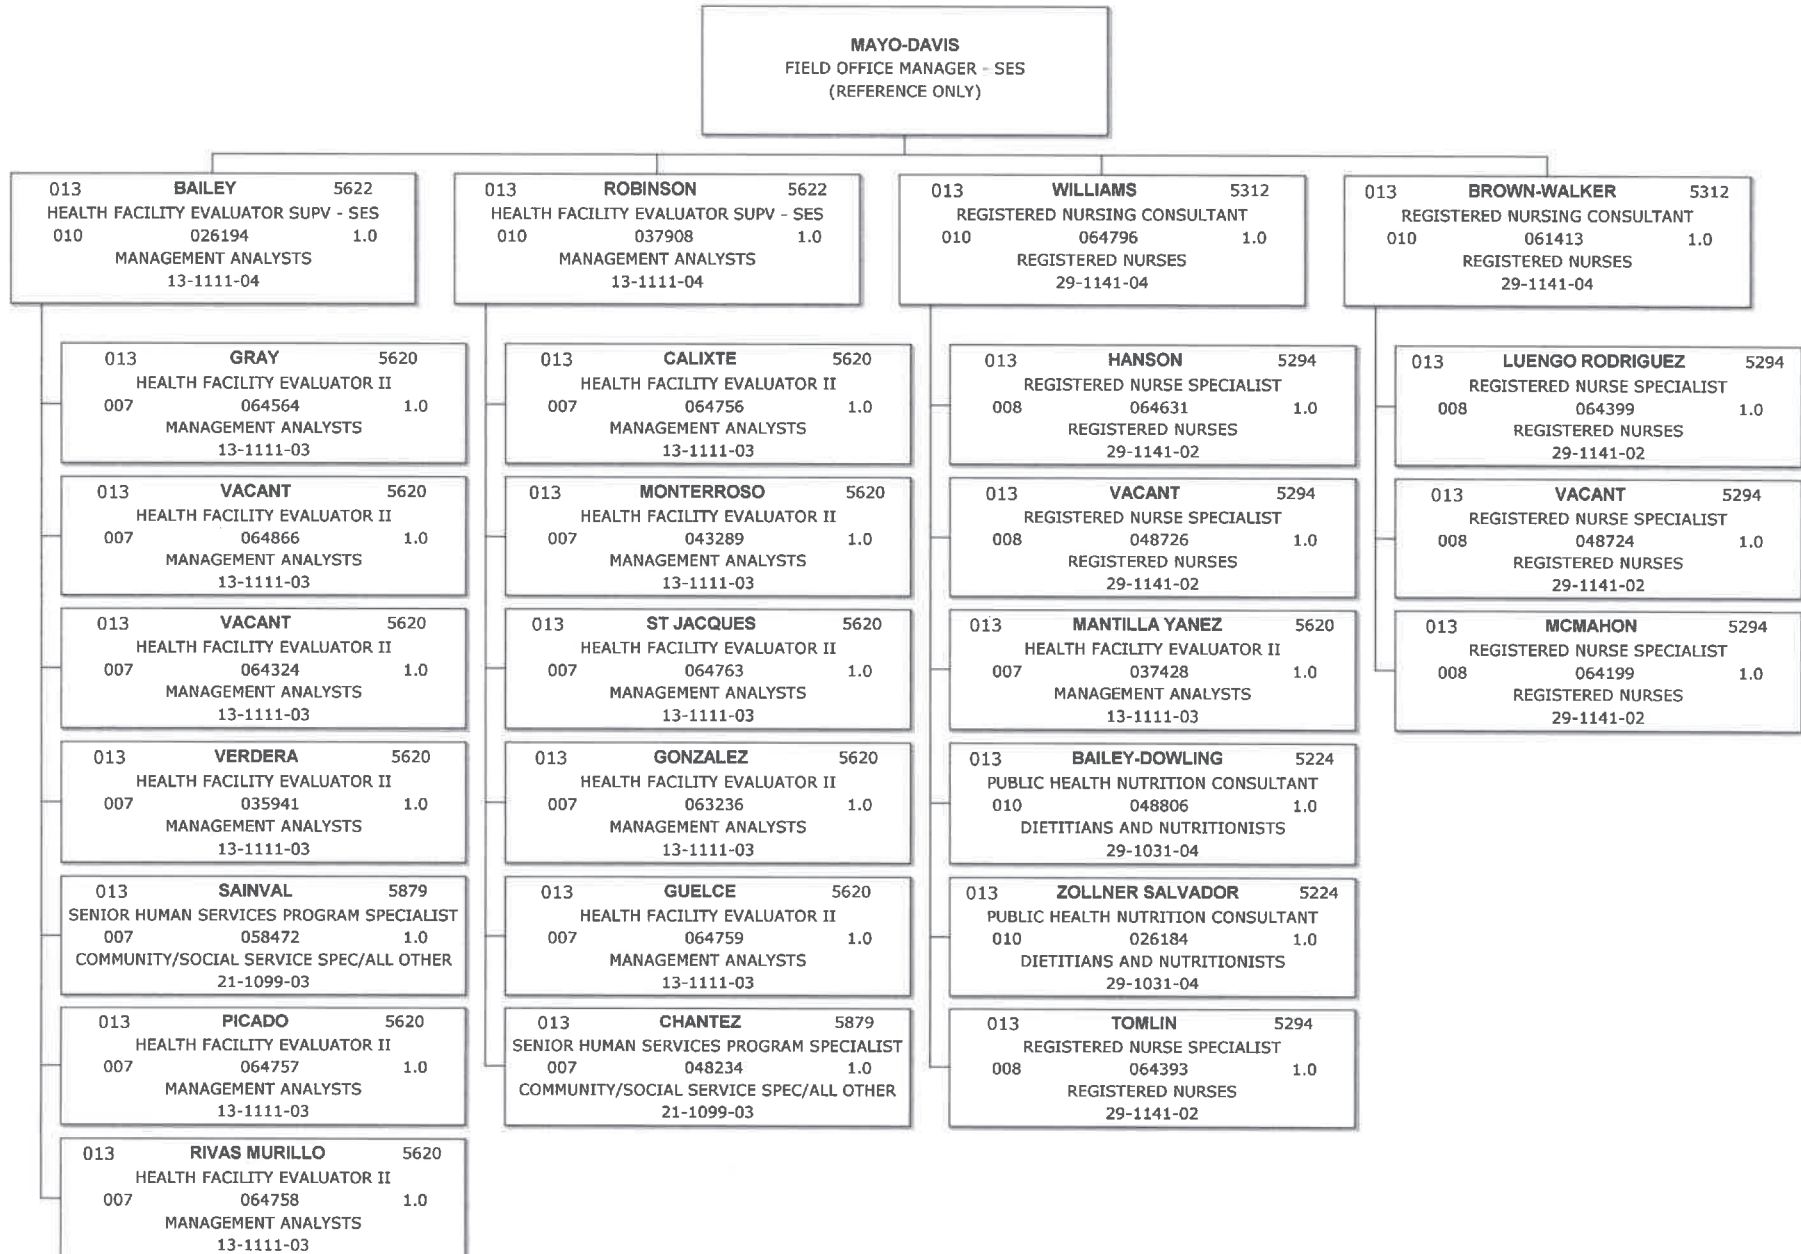 MAYO-DAVIS
FIELD OFFICE MANAGER - SES
(REFERENCE ONLY)
013 BAILEY 5622
HEALTH FACILITY EVALUATOR SUPV - SES
010 026194 1.0
MANAGEMENT ANALYSTS
13-1111-04
013 GRAY 5620
HEALTH FACILITY EVALUATOR II
007 064564 1.0
MANAGEMENT ANALYSTS
13-1111-03
013 VACANT 5620
HEALTH FACILITY EVALUATOR II
007 064866 1.0
MANAGEMENT ANALYSTS
13-1111-03
013 VACANT 5620
HEALTH FACILITY EVALUATOR II
007 064324 1.0
MANAGEMENT ANALYSTS
13-1111-03
013 VERDERA 5620
HEALTH FACILITY EVALUATOR II
007 035941 1.0
MANAGEMENT ANALYSTS
13-1111-03
013 SAINVAL 5879
SENIOR HUMAN SERVICES PROGRAM SPECIALIST
007 058472 1.0
COMMUNITY/SOCIAL SERVICE SPEC/ALL OTHER
21-1099-03
013 PICADO 5620
HEALTH FACILITY EVALUATOR II
007 064757 1.0
MANAGEMENT ANALYSTS
13-1111-03
013 RIVAS MURILLO 5620
HEALTH FACILITY EVALUATOR II
007 064758 1.0
MANAGEMENT ANALYSTS
13-1111-03
013 ROBINSON 5622
HEALTH FACILITY EVALUATOR SUPV - SES
010 037908 1.0
MANAGEMENT ANALYSTS
13-1111-04
013 CALIXTE 5620
HEALTH FACILITY EVALUATOR II
007 064756 1.0
MANAGEMENT ANALYSTS
13-1111-03
013 MONTERROSO 5620
HEALTH FACILITY EVALUATOR II
007 043289 1.0
MANAGEMENT ANALYSTS
13-1111-03
013 ST JACQUES 5620
HEALTH FACILITY EVALUATOR II
007 064763 1.0
MANAGEMENT ANALYSTS
13-1111-03
013 GONZALEZ 5620
HEALTH FACILITY EVALUATOR II
007 063236 1.0
MANAGEMENT ANALYSTS
13-1111-03
013 GUELCE 5620
HEALTH FACILITY EVALUATOR II
007 064759 1.0
MANAGEMENT ANALYSTS
13-1111-03
013 CHANTEZ 5879
SENIOR HUMAN SERVICES PROGRAM SPECIALIST
007 048234 1.0
COMMUNITY/SOCIAL SERVICE SPEC/ALL OTHER
21-1099-03
013 WILLIAMS 5312
REGISTERED NURSING CONSULTANT
010 064796 1.0
REGISTERED NURSES
29-1141-04
013 HANSON 5294
REGISTERED NURSE SPECIALIST
008 064631 1.0
REGISTERED NURSES
29-1141-02
013 VACANT 5294
REGISTERED NURSE SPECIALIST
008 048726 1.0
REGISTERED NURSES
29-1141-02
013 MANTILLA YANEZ 5620
HEALTH FACILITY EVALUATOR II
007 037428 1.0
MANAGEMENT ANALYSTS
13-1111-03
013 BAILEY-DOWLING 5224
PUBLIC HEALTH NUTRITION CONSULTANT
010 048806 1.0
DIETITIANS AND NUTRITIONISTS
29-1031-04
013 ZOLLNER SALVADOR 5224
PUBLIC HEALTH NUTRITION CONSULTANT
010 026184 1.0
DIETITIANS AND NUTRITIONISTS
29-1031-04
013 TOMLIN 5294
REGISTERED NURSE SPECIALIST
008 064393 1.0
REGISTERED NURSES
29-1141-02
013 BROWN-WALKER 5312
REGISTERED NURSING CONSULTANT
010 061413 1.0
REGISTERED NURSES
29-1141-04
013 LUENGO RODRIGUEZ 5294
REGISTERED NURSE SPECIALIST
008 064399 1.0
REGISTERED NURSES
29-1141-02
013 VACANT 5294
REGISTERED NURSE SPECIALIST
008 048724 1.0
REGISTERED NURSES
29-1141-02
013 MCMAHON 5294
REGISTERED NURSE SPECIALIST
008 064199 1.0
REGISTERED NURSES
29-1141-02